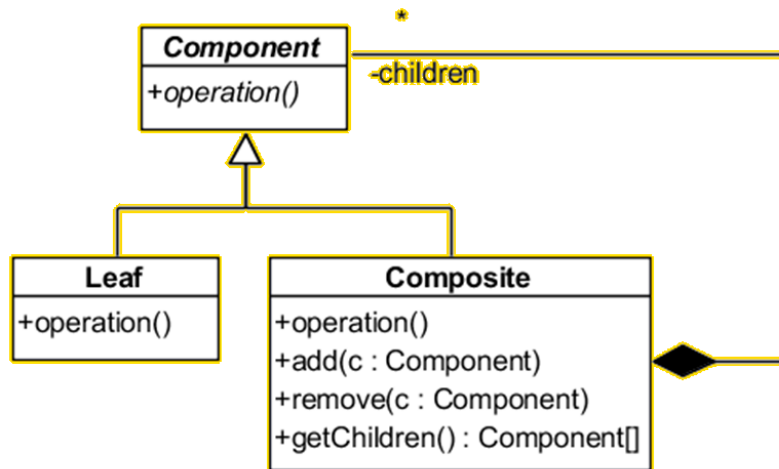 *
Component
-children
+operation()
Leaf
+operation()
Composite
+operation()
+add(c : Component)
+remove(c : Component)
+getChildren() : Component[]